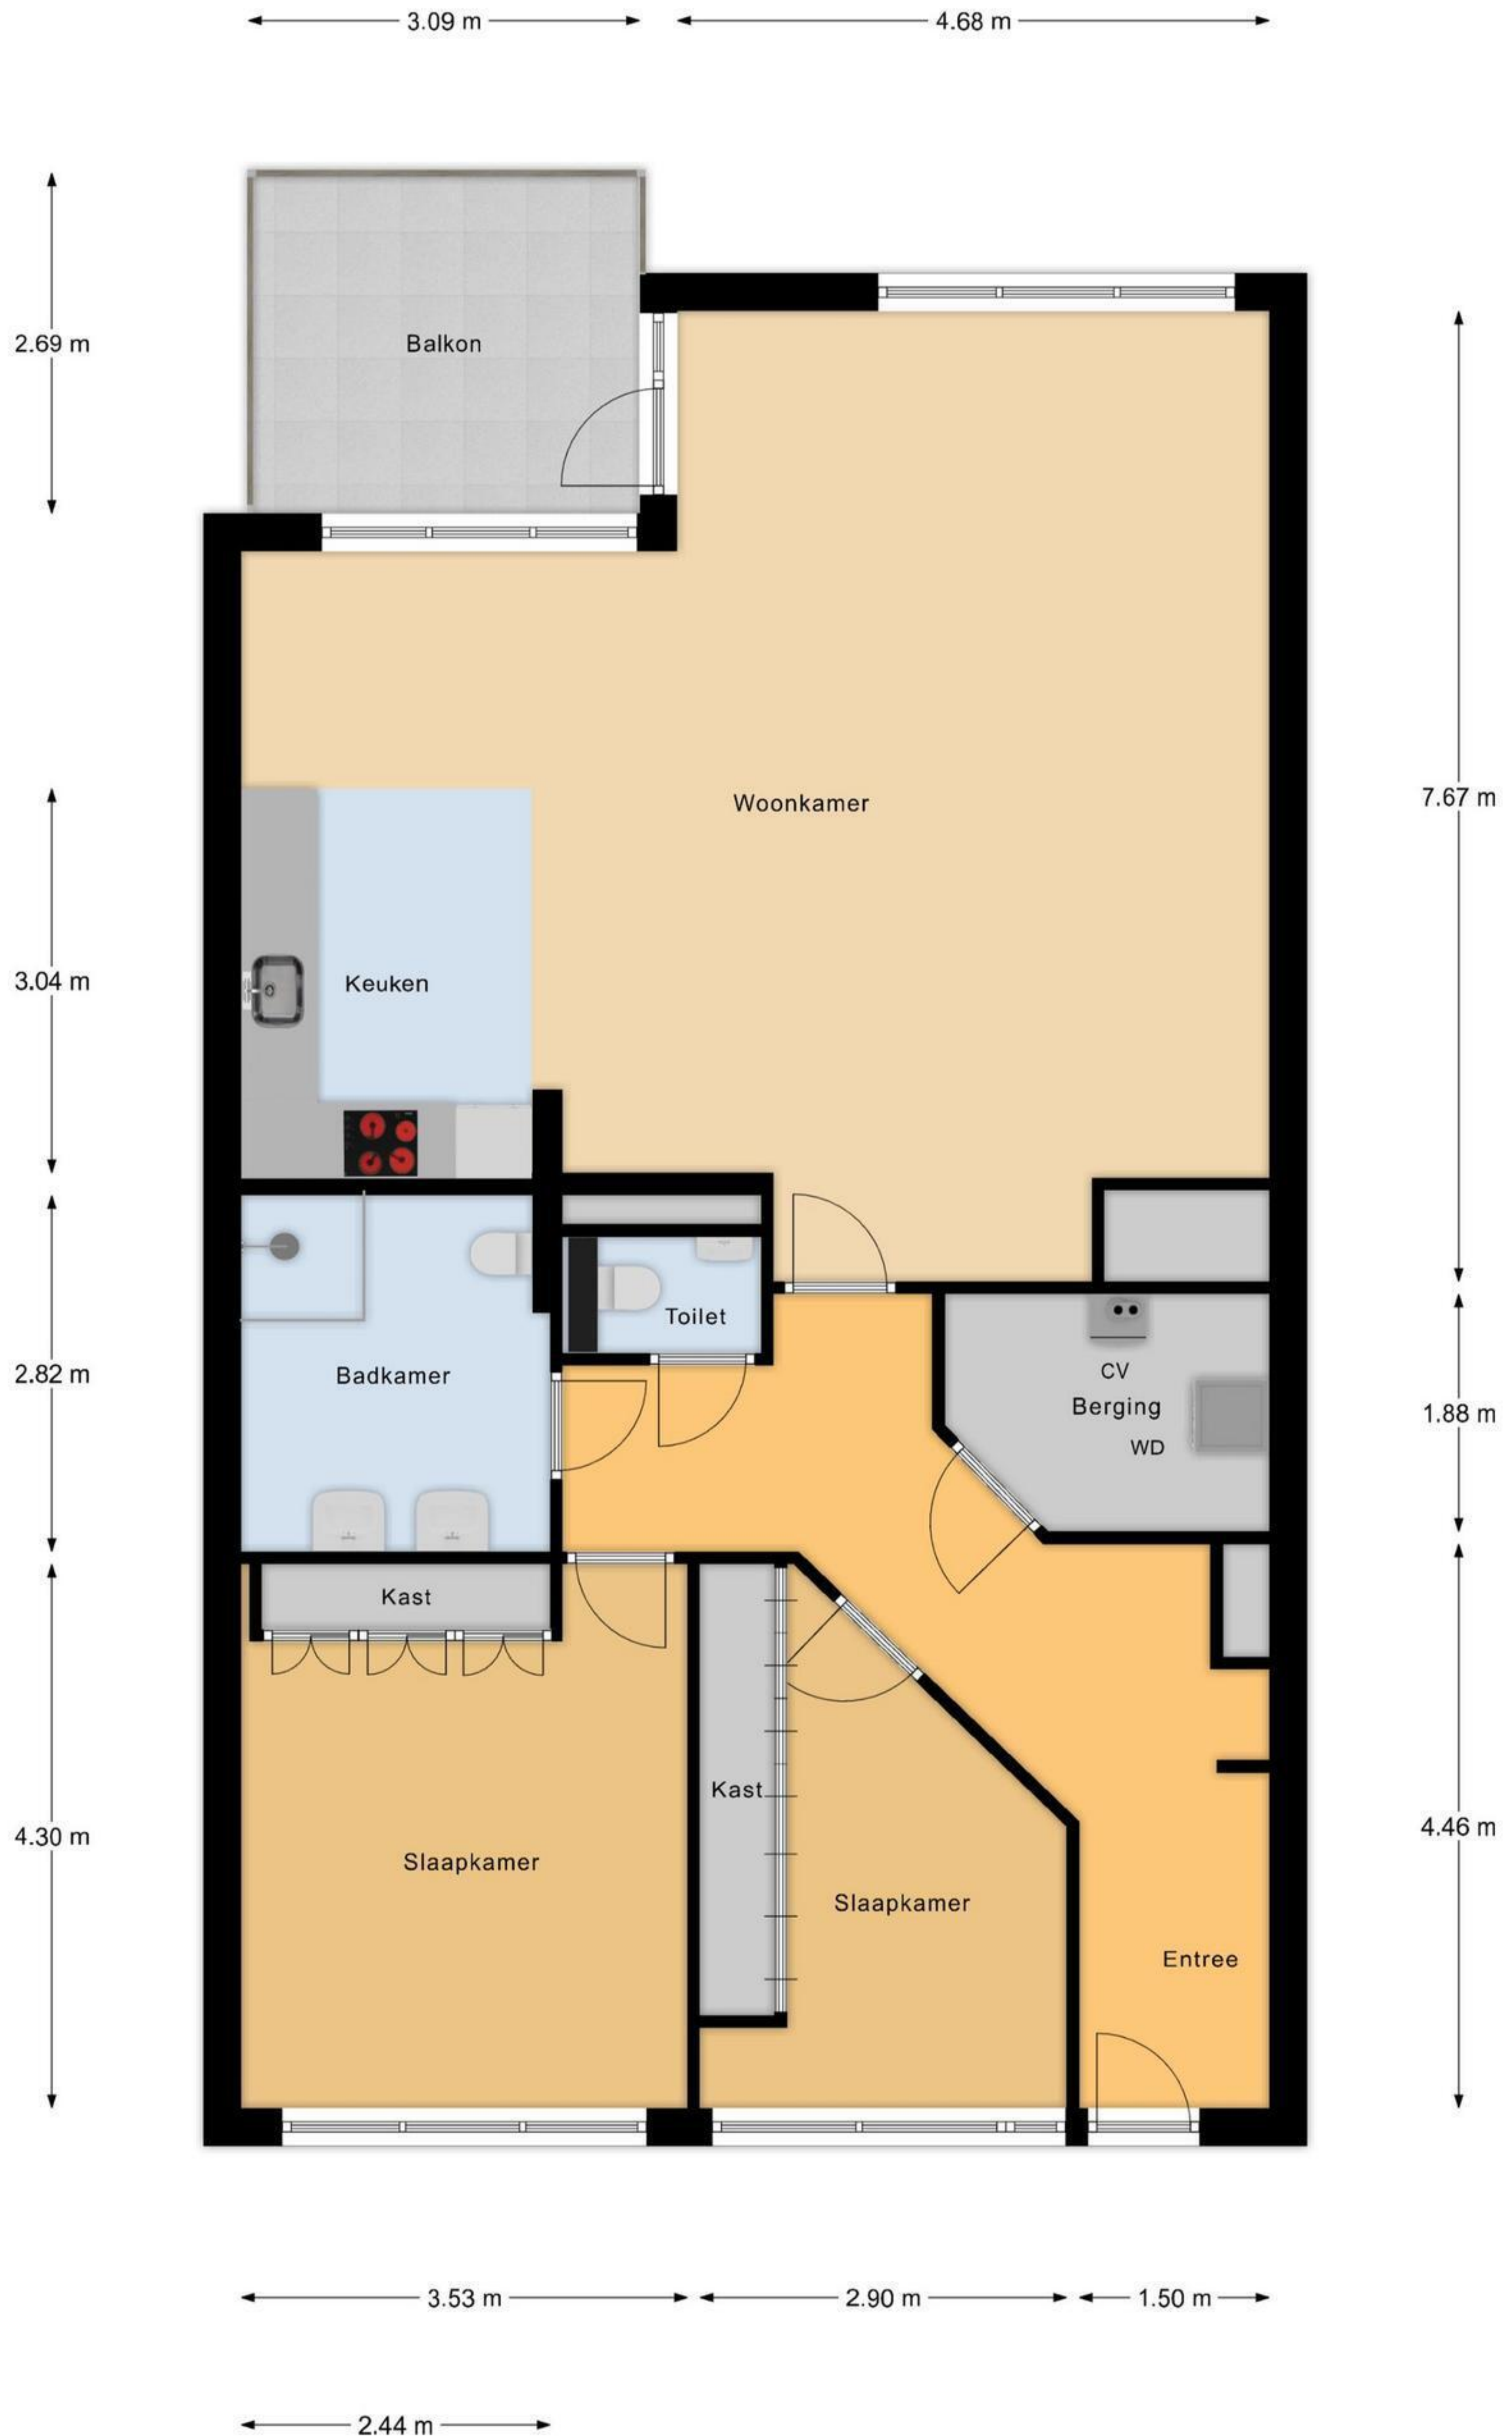 3.09 m
4.68 m
2.69 m
Balkon
Woonkamer
7.67 m
3.04 m
Keuken
Toilet
2.82 m
Badkamer
CV
Berging
WD
1.88 m
Kast
Kast
4.30 m
Slaapkamer
Slaapkamer
4.46 m
Entree
3.53 m
2.90 m
1.50 m
2.44 m